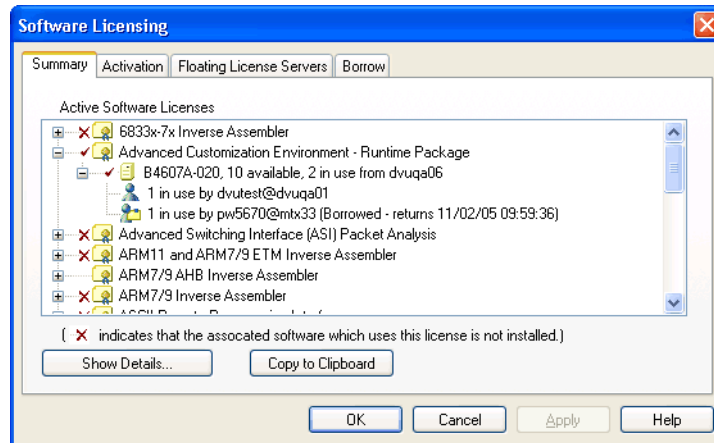 Software Licensing
Summary Activation Floating License Servers Borrow
Active Software Licenses
6833x-7x Inverse Assembler
Advanced Customization Environment - Runtime Package
B4607A-020, 10 available, 2 in use from dvuqa06
1 in use by dvutest@dvuqa01
1 in use by pw5670@mtx33 (Borrowed - returns 11/02/05 09:59:36)
Advanced Switching Interface (ASI) Packet Analysis
ARM11 and ARM7/9 ETM Inverse Assembler
ARM7/9 AHB Inverse Assembler
ARM7/9 Inverse Assembler
( X indicates that the assocated software which uses this license is not installed.)
Show Details... Copy to Clipboard
OK Cancel Apply Help